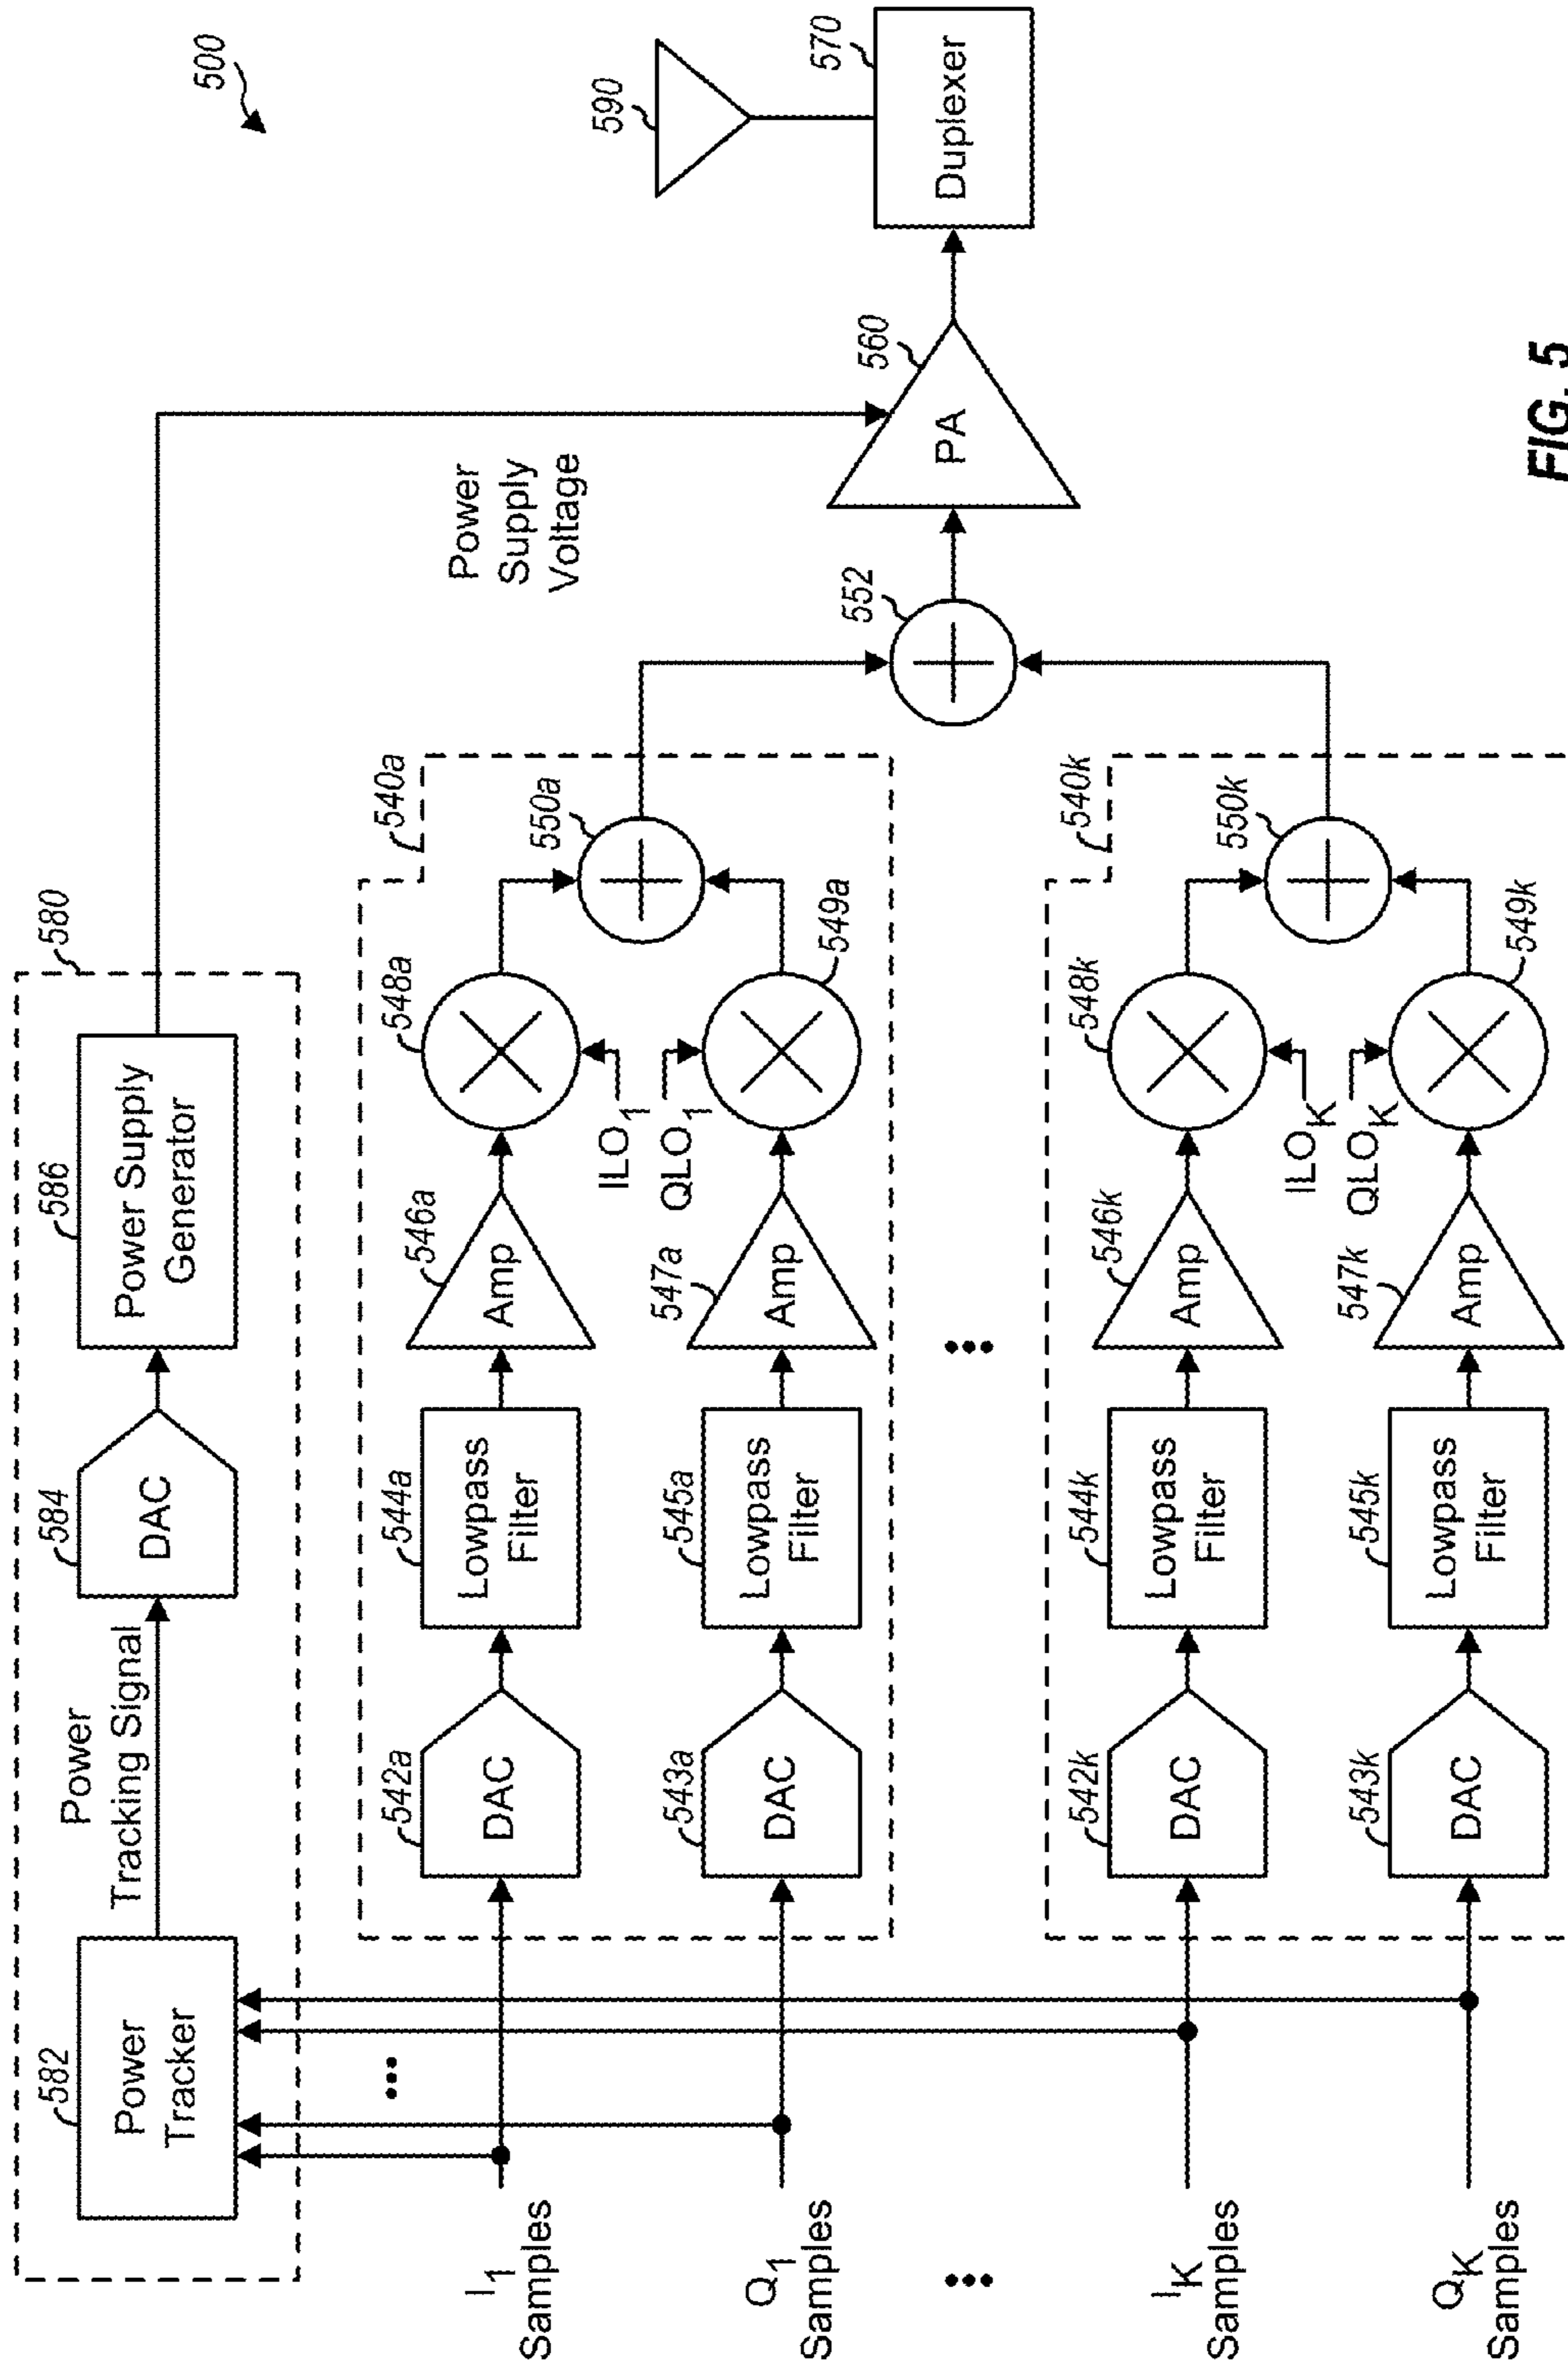 500
580
582
Power
Tracker
Power
Tracking Signal
584
DAC
586
Power Supply
Generator
Power
Supply
Voltage
I1
Samples
Q1
Samples
IK
Samples
QK
Samples
540a
542a
DAC
544a
Lowpass
Filter
546a
Amp
548a
ILO1
QLO1
550a
543a
DAC
545a
Lowpass
Filter
547a
Amp
549a
540k
542k
DAC
544k
Lowpass
Filter
546k
Amp
548k
ILOK
QLOK
550k
543k
DAC
545k
Lowpass
Filter
547k
Amp
549k
552
560
PA
570
Duplexer
590
FIG. 5